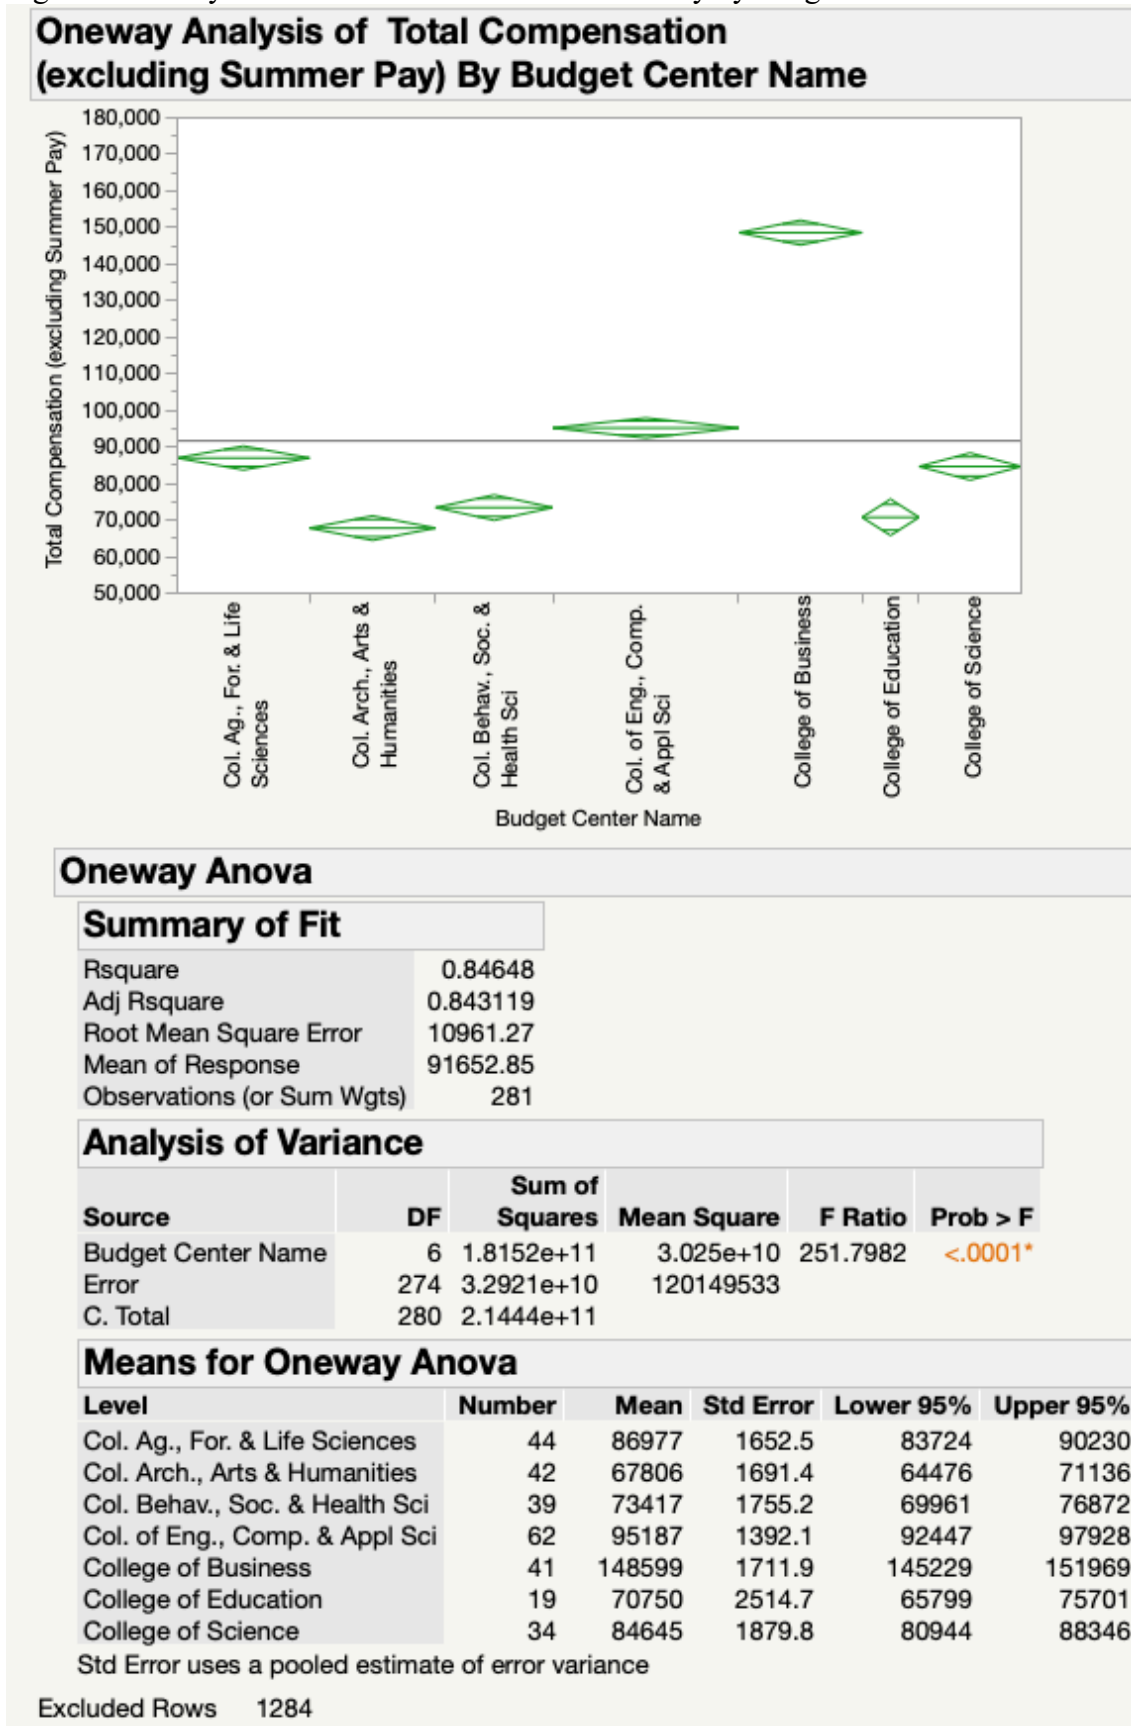 Oneway Analysis of Total Compensation
(excluding Summer Pay) By Budget Center Name
Total Compensation (excluding Summer Pay)
180,000
170,000
160,000
150,000
140,000
130,000
120,000
110,000
100,000
90,000
80,000
70,000
60,000
50,000
Col. Ag., For. & Life
Sciences
Col. Arch., Arts &
Humanities
Col. Behav., Soc. &
Health Sci
Col. of Eng., Comp.
& Appl Sci
College of Business
College of Education
College of Science
Budget Center Name
Oneway Anova
Summary of Fit
Rsquare 0.84648
Adj Rsquare 0.843119
Root Mean Square Error 10961.27
Mean of Response 91652.85
Observations (or Sum Wgts) 281
Analysis of Variance
Source DF Sum of Squares Mean Square F Ratio Prob > F
Budget Center Name 6 1.8152e+11 3.025e+10 251.7982 <.0001*
Error 274 3.2921e+10 120149533
C. Total 280 2.1444e+11
Means for Oneway Anova
Level Number Mean Std Error Lower 95% Upper 95%
Col. Ag., For. & Life Sciences 44 86977 1652.5 83724 90230
Col. Arch., Arts & Humanities 42 67806 1691.4 64476 71136
Col. Behav., Soc. & Health Sci 39 73417 1755.2 69961 76872
Col. of Eng., Comp. & Appl Sci 62 95187 1392.1 92447 97928
College of Business 41 148599 1711.9 145229 151969
College of Education 19 70750 2514.7 65799 75701
College of Science 34 84645 1879.8 80944 88346
Std Error uses a pooled estimate of error variance
Excluded Rows 1284